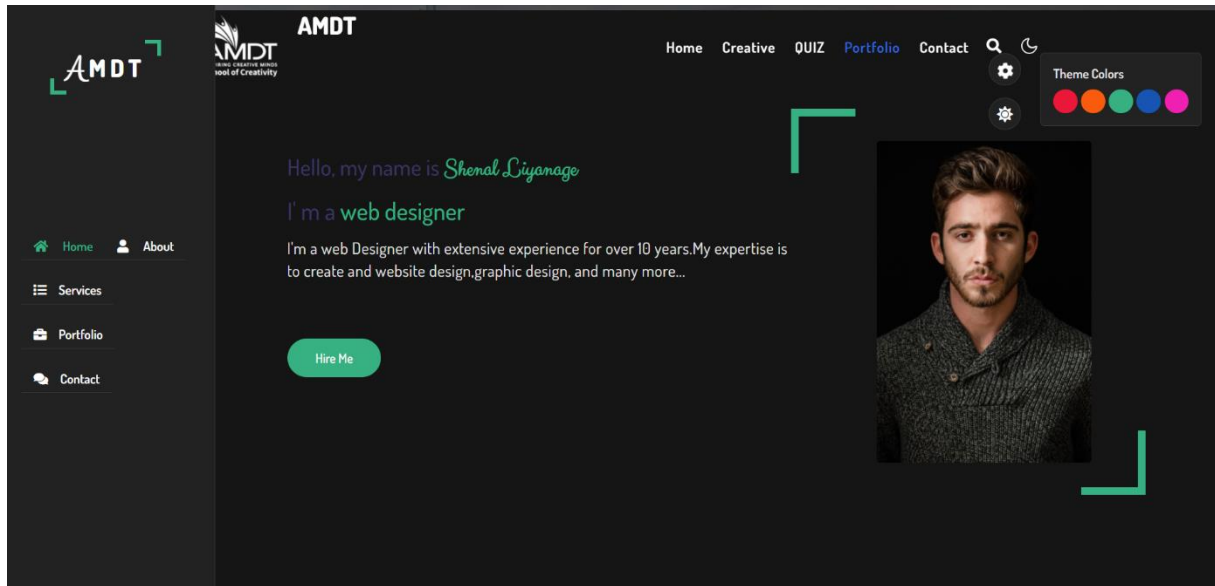 AMDT
Home
About
Services
Portfolio
Contact
AMDT
AMDT
Home Creative QUIZ Portfolio Contact
Theme Colors
Hello, my name is Shenal Liyanage
I' m a web designer
I'm a web Designer with extensive experience for over 10 years.My expertise is
to create and website design,graphic design, and many more...
Hire Me